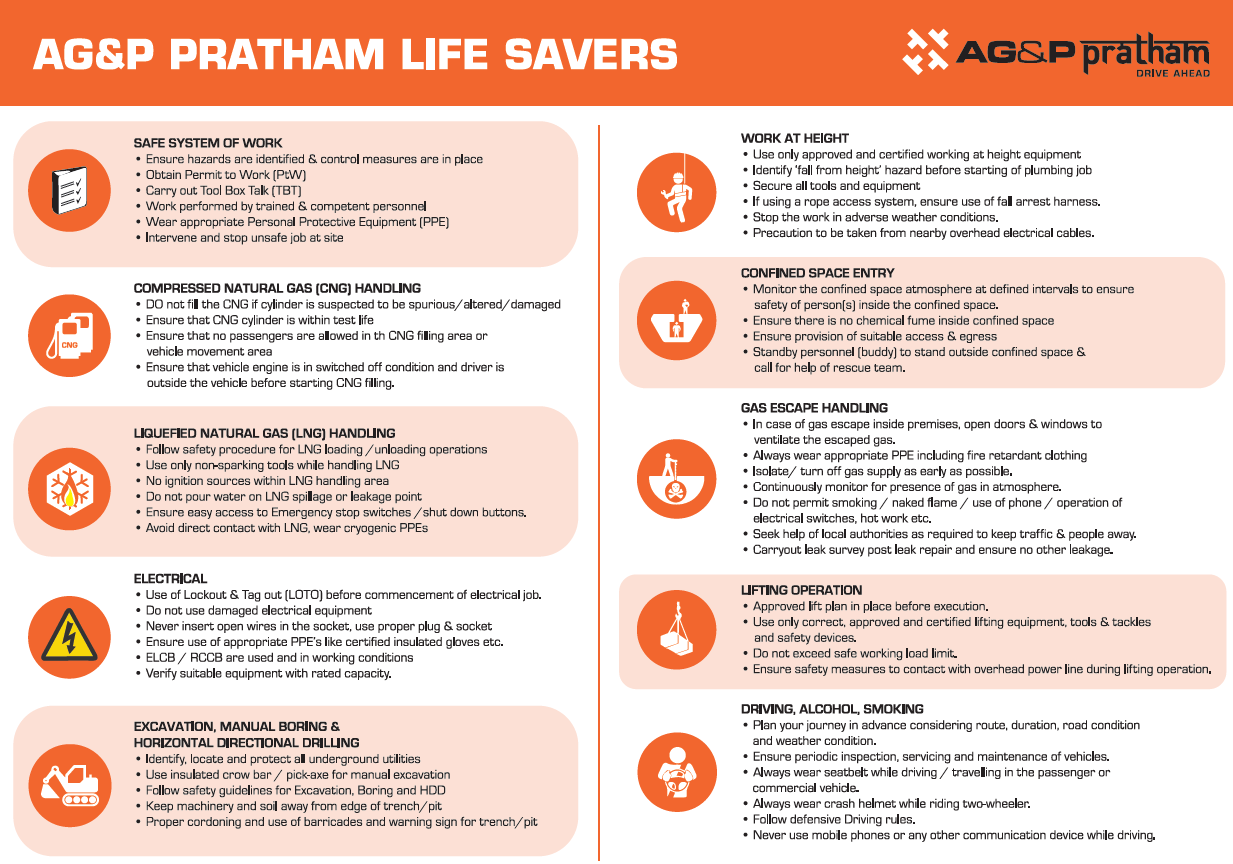 AG&P PRATHAM LIFE SAVERS
AG&P pratham
DRIVE AHEAD
SAFE SYSTEM OF WORK
• Ensure hazards are identified & control measures are in place
• Obtain Permit to Work (PtW)
• Carry out Tool Box Talk (TBT)
• Work performed by trained & competent personnel
• Wear appropriate Personal Protective Equipment (PPE)
• Intervene and stop unsafe job at site
COMPRESSED NATURAL GAS (CNG) HANDLING
• DO not fill the CNG if cylinder is suspected to be spurious/altered/damaged
• Ensure that CNG cylinder is within test life
• Ensure that no passengers are allowed in th CNG filling area or
vehicle movement area
• Ensure that vehicle engine is in switched off condition and driver is
outside the vehicle before starting CNG filling.
CNG
LIQUEFIED NATURAL GAS (LNG) HANDLING
• Follow safety procedure for LNG loading /unloading operations
• Use only non-sparking tools while handling LNG
• No ignition sources within LNG handling area
• Do not pour water on LNG spillage or leakage point
• Ensure easy access to Emergency stop switches /shut down buttons.
• Avoid direct contact with LNG, wear cryogenic PPEs
ELECTRICAL
• Use of Lockout & Tag out (LOTO) before commencement of electrical job.
• Do not use damaged electrical equipment
• Never insert open wires in the socket, use proper plug & socket
• Ensure use of appropriate PPE's like certified insulated gloves etc.
• ELCB / RCCB are used and in working conditions
• Verify suitable equipment with rated capacity.
EXCAVATION, MANUAL BORING &
HORIZONTAL DIRECTIONAL DRILLING
• Identify, locate and protect all underground utilities
• Use insulated crow bar / pick-axe for manual excavation
• Follow safety guidelines for Excavation, Boring and HDD
• Keep machinery and soil away from edge of trench/pit
• Proper cordoning and use of barricades and warning sign for trench/pit
WORK AT HEIGHT
• Use only approved and certified working at height equipment
• Identify 'fall from height' hazard before starting of plumbing job
• Secure all tools and equipment
• If using a rope access system, ensure use of fall arrest harness.
• Stop the work in adverse weather conditions.
• Precaution to be taken from nearby overhead electrical cables.
CONFINED SPACE ENTRY
• Monitor the confined space atmosphere at defined intervals to ensure
safety of person(s) inside the confined space.
• Ensure there is no chemical fume inside confined space
• Ensure provision of suitable access & egress
• Standby personnel (buddy) to stand outside confined space &
call for help of rescue team.
GAS ESCAPE HANDLING
• In case of gas escape inside premises, open doors & windows to
ventilate the escaped gas.
• Always wear appropriate PPE including fire retardant clothing
• Isolate/ turn off gas supply as early as possible.
• Continuously monitor for presence of gas in atmosphere.
• Do not permit smoking / naked flame / use of phone / operation of
electrical switches, hot work etc.
• Seek help of local authorities as required to keep traffic & people away.
• Carryout leak survey post leak repair and ensure no other leakage.
LIFTING OPERATION
• Approved lift plan in place before execution.
• Use only correct, approved and certified lifting equipment, tools & tackles
and safety devices.
• Do not exceed safe working load limit.
• Ensure safety measures to contact with overhead power line during lifting operation.
DRIVING, ALCOHOL, SMOKING
• Plan your journey in advance considering route, duration, road condition
and weather condition.
• Ensure periodic inspection, servicing and maintenance of vehicles.
• Always wear seatbelt while driving / travelling in the passenger or
commercial vehicle.
• Always wear crash helmet while riding two-wheeler.
• Follow defensive Driving rules.
• Never use mobile phones or any other communication device while driving.